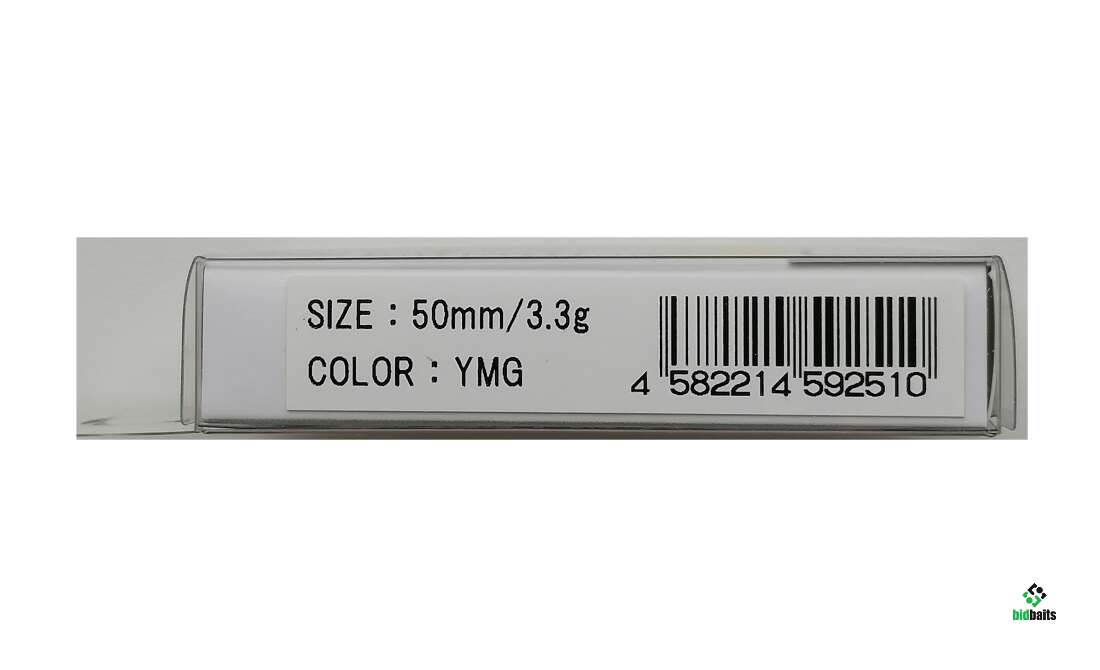 SIZE：50mm/3.3g
COLOR：YMG
4 582214 592510
bidbaits